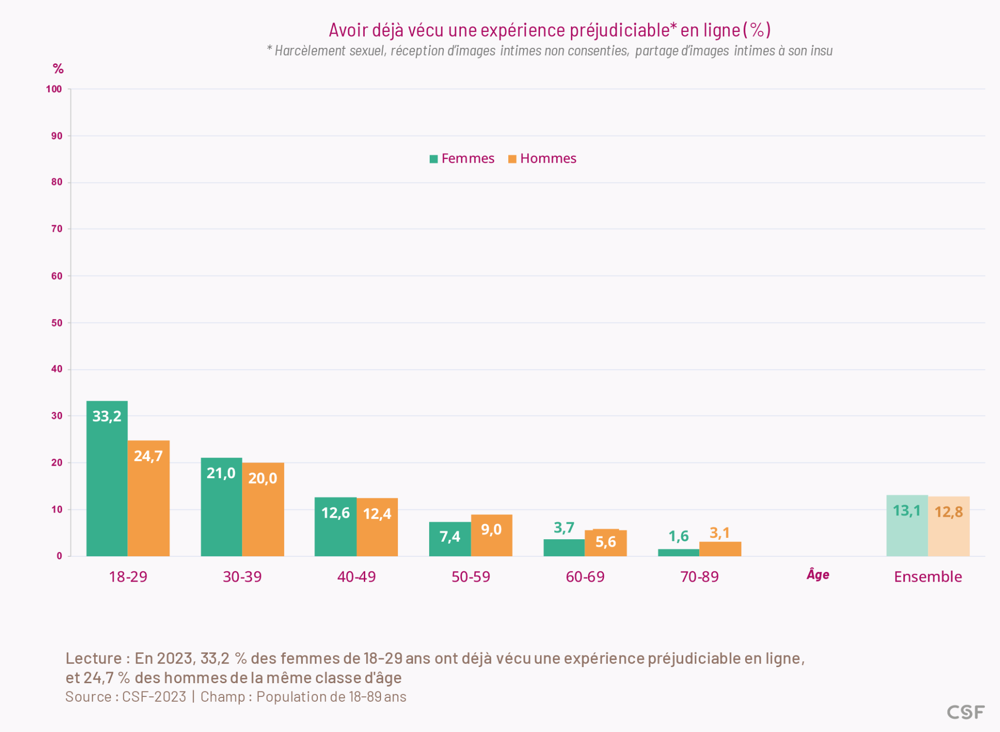 Avoir déjà vécu une expérience préjudiciable* en ligne (%)
* Harcèlement sexuel, réception d’images intimes non consenties, partage d’images intimes à son insu
%
100
90
Femmes Hommes
80
70
60
50
40
30
20
10
0
33,2 24,7
21,0 20,0
12,6 12,4
7,4 9,0
3,7 5,6
1,6 3,1
13,1 12,8
18-29 30-39 40-49 50-59 60-69 70-89 Âge Ensemble
Lecture : En 2023, 33,2 % des femmes de 18-29 ans ont déjà vécu une expérience préjudiciable en ligne,
et 24,7 % des hommes de la même classe d'âge
Source : CSF-2023 | Champ : Population de 18-89 ans
CSF